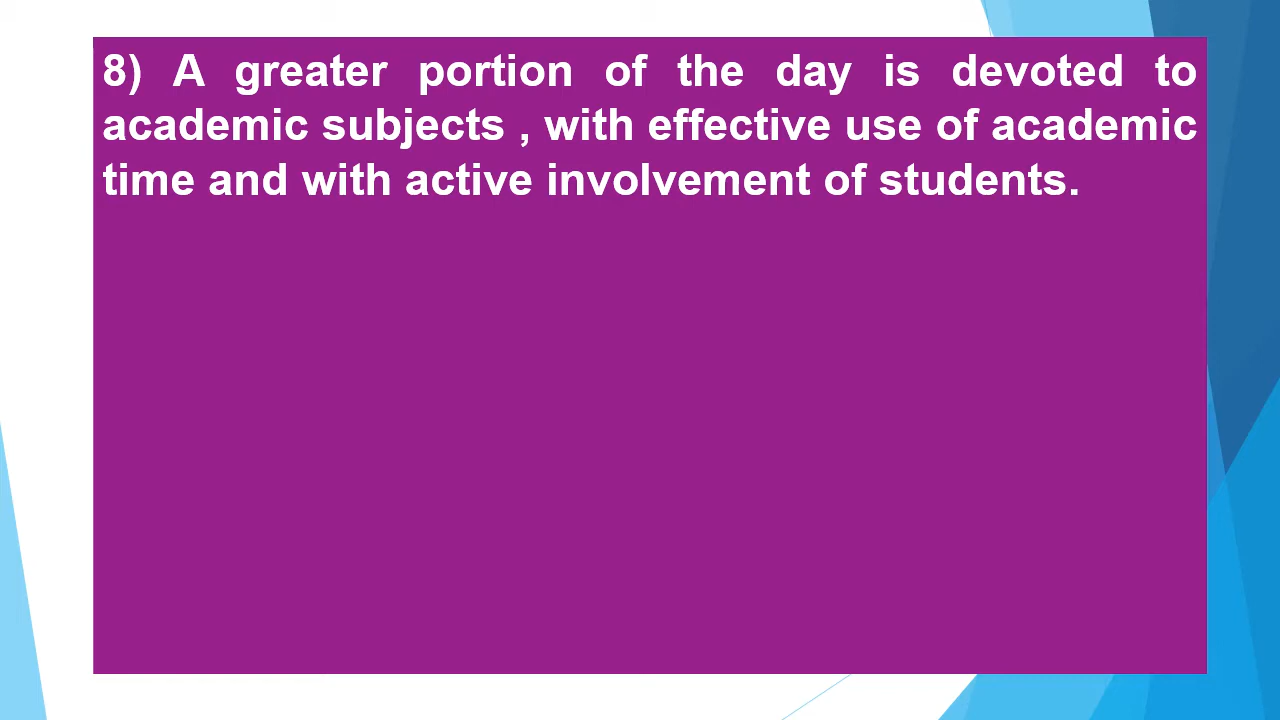 8) A greater portion of the day is devoted to
academic subjects , with effective use of academic
time and with active involvement of students.